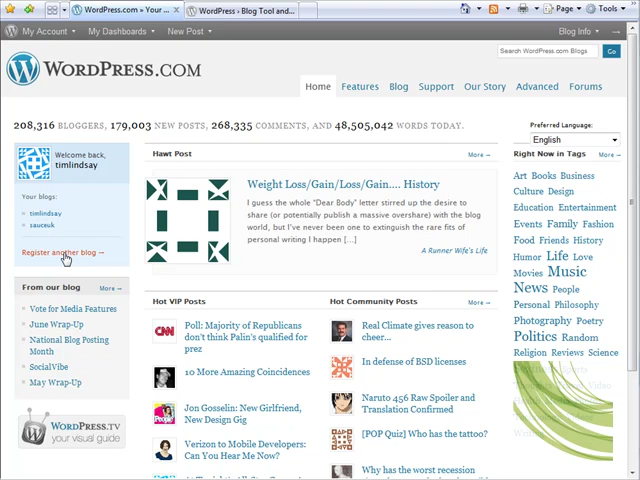 WordPress.com » Your ...
WordPress › Blog Tool and...
Page
Tools
My Account
My Dashboards
New Post
Blog Info
Search WordPress.com Blogs
Go
WORDPRESS.COM
Home
Features
Blog
Support
Our Story
Advanced
Forums
208,316 BLOGGERS, 179,003 NEW POSTS, 268,335 COMMENTS, AND 48,505,042 WORDS TODAY.
Preferred Language:
English
Welcome back,
timlindsay
Your blogs:
timlindsay
sauceuk
Register another blog →
From our blog
More →
Vote for Media Features
June Wrap-Up
National Blog Posting
Month
SocialVibe
May Wrap-Up
WORDPRESS.TV
your visual guide
Hawt Post
More →
Weight Loss/Gain/Loss/Gain.... History
I guess the whole "Dear Body" letter stirred up the desire to
share (or potentially publish a massive overshare) with the blog
world, but I've never been one to extinguish the rare fits of
personal writing I happen [...]
A Runner Wife's Life
Hot VIP Posts
CNN
Poll: Majority of Republicans
don't think Palin's qualified for
prez
10 More Amazing Coincidences
People
Jon Gosselin: New Girlfriend,
New Design Gig
Verizon to Mobile Developers:
Can You Hear Me Now?
Hot Community Posts
More →
Real Climate gives reason to
cheer...
In defense of BSD licenses
Naruto 456 Raw Spoiler and
Translation Confirmed
[POP Quiz] Who has the tattoo?
Why has the worst recession
Right Now in Tags
More →
Art Books Business
Culture Design
Education Entertainment
Events Family Fashion
Food Friends History
Humor Life Love
Movies Music
News People
Personal Philosophy
Photography Poetry
Politics Random
Religion Reviews Science
Sports
Travel Video